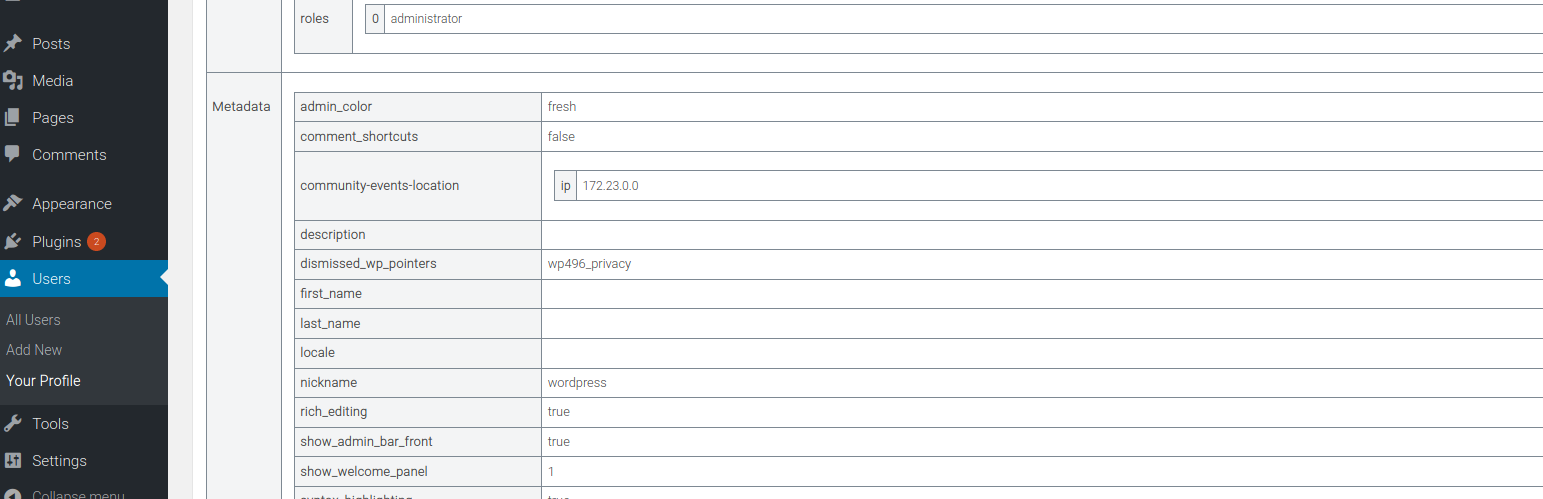 Posts
Media
Pages
Comments
Appearance
Plugins 2
Users
All Users
Add New
Your Profile
Tools
Settings
Collapse menu
roles 0 administrator
Metadata
admin_color fresh
comment_shortcuts false
community-events-location ip 172.23.0.0
description
dismissed_wp_pointers wp496_privacy
first_name
last_name
locale
nickname wordpress
rich_editing true
show_admin_bar_front true
show_welcome_panel 1
syntax_highlighting true